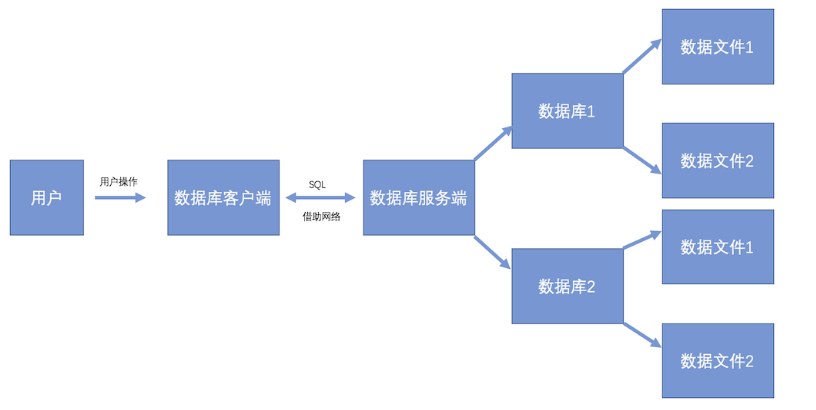 用户
用户操作
数据库客户端
SQL
借助网络
数据库服务端
数据库1
数据文件1
数据文件2
数据库2
数据文件1
数据文件2